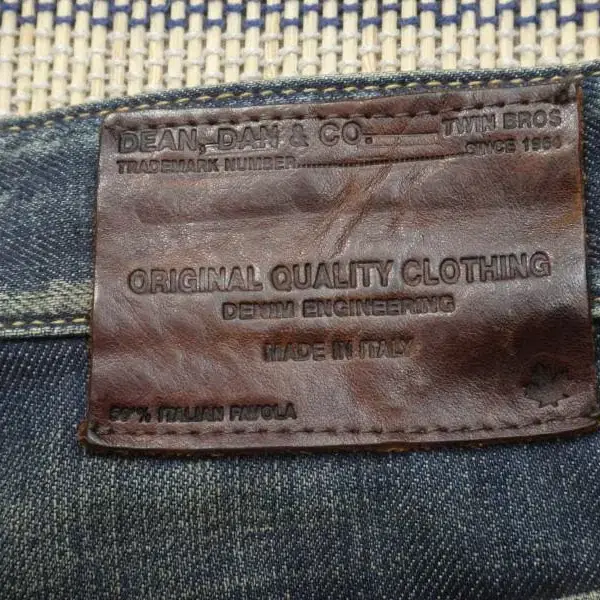 DEAN, DAN & CO.
TWIN BROS
TRADEMARK NUMBER
SINCE 1964
ORIGINAL QUALITY CLOTHING
DENIM ENGINEERING
MADE IN ITALY
% ITALIAN FAVOLA